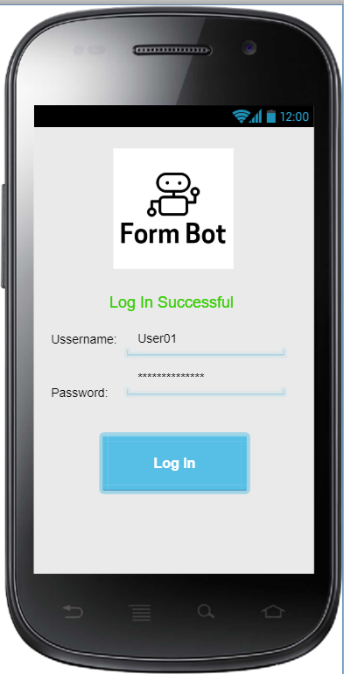 12:00
Form Bot
Log In Successful
Ussername: User01
**************
Password:
Log In